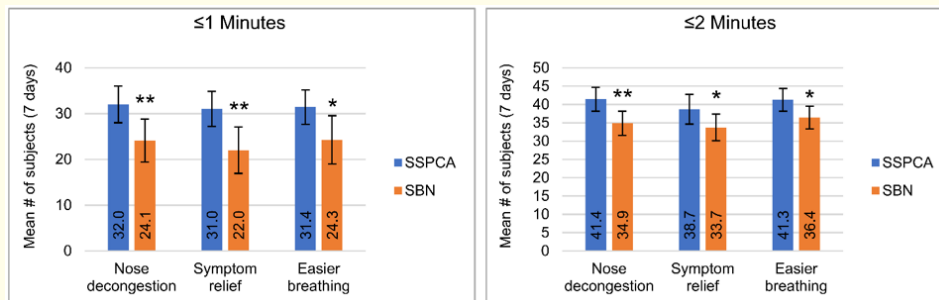 ≤1 Minutes
Mean # of subjects (7 days)
40
30
20
10
0
** ** *
32.0 24.1 31.0 22.0 31.4 24.3
Nose Symptom Easier
decongestion relief breathing
SSPCA
SBN
≤2 Minutes
Mean # of subjects (7 days)
50
45
40
35
30
25
20
15
10
5
0
** * *
41.4 34.9 38.7 33.7 41.3 36.4
Nose Symptom Easier
decongestion relief breathing
SSPCA
SBN